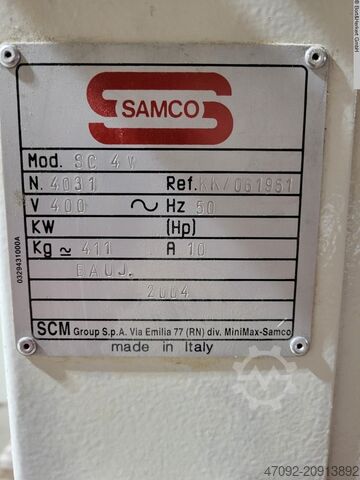 SAMCO
Mod. SC 4W
N. 4031 Ref. KK/061981
V 400 ~ Hz 50
KW (Hp)
Kg ≃ 411 A 10
BAUJ.
2004
SCM Group S.p.A. Via Emilia 77 (RN) div. MiniMax-Samco
made in Italy
0329431000A
47092-20913892